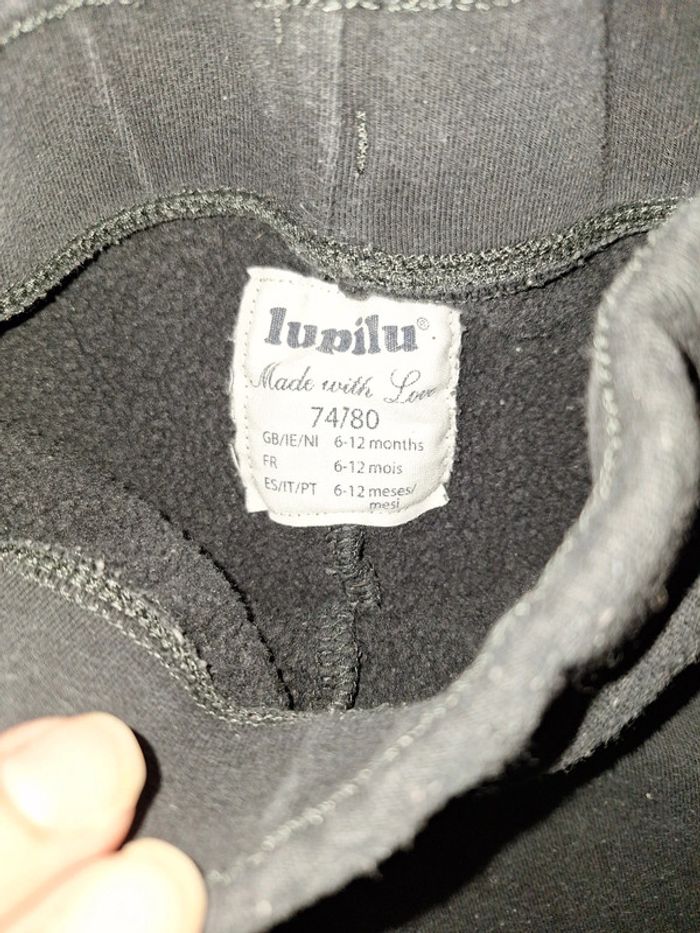 lupilu®
Made with Love
74/80
GB/IE/NI 6-12 months
FR 6-12 mois
ES/IT/PT 6-12 meses/
mesi